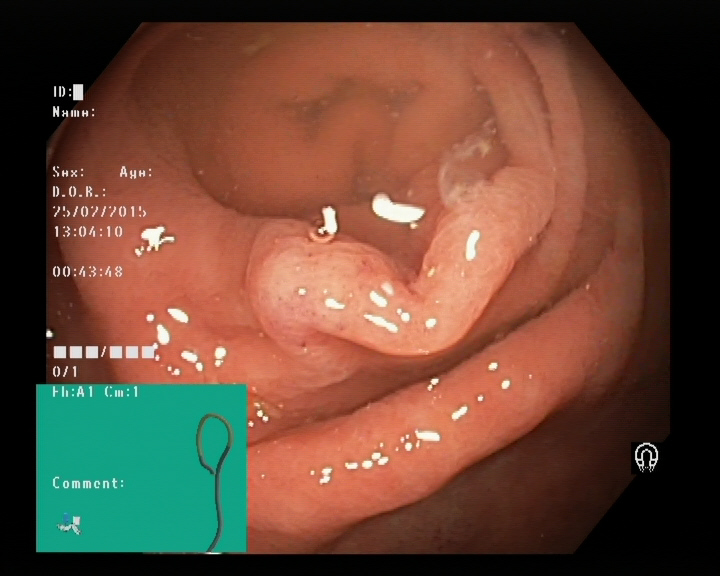 ID:
Name:
Sex: Age:
D.O.B.:
25/02/2015
13:04:10
00:43:48
0/1
Eh:A1 Cm:1
Comment: